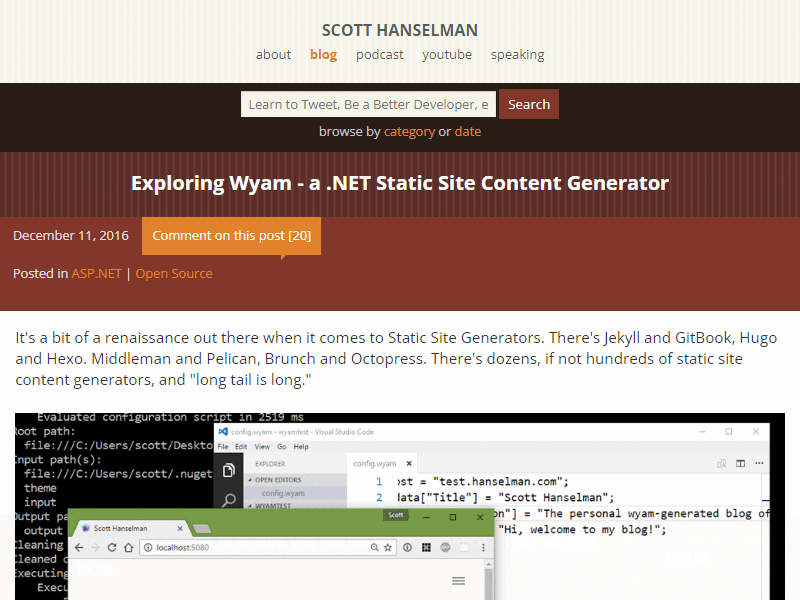 SCOTT HANSELMAN
about blog podcast youtube speaking
Learn to Tweet, Be a Better Developer, e Search
browse by category or date
Exploring Wyam - a .NET Static Site Content Generator
December 11, 2016 Comment on this post [20]
Posted in ASP.NET | Open Source
It's a bit of a renaissance out there when it comes to Static Site Generators. There's Jekyll and GitBook, Hugo
and Hexo. Middleman and Pelican, Brunch and Octopress. There's dozens, if not hundreds of static site
content generators, and "long tail is long."
Evaluated configuration script in 2519 ms
Root path:
file:///C:/Users/scott/Deskto
Input path(s):
file:///C:/Users/scott/.nuget
theme
input
Output pa
output
Cleaning
Cleaned o
Executing
Execu
config.wyam - wyamtest - Visual Studio Code
File Edit View Go Help
EXPLORER
OPEN EDITORS
config.wyam
WYAMTEST
config.wyam
1 ost = "test.hanselman.com";
2 data["Title"] = "Scott Hanselman";
on"] = "The personal wyam-generated blog of
"Hi, welcome to my blog!";
Scott Hanselman
Scott
localhost:5080